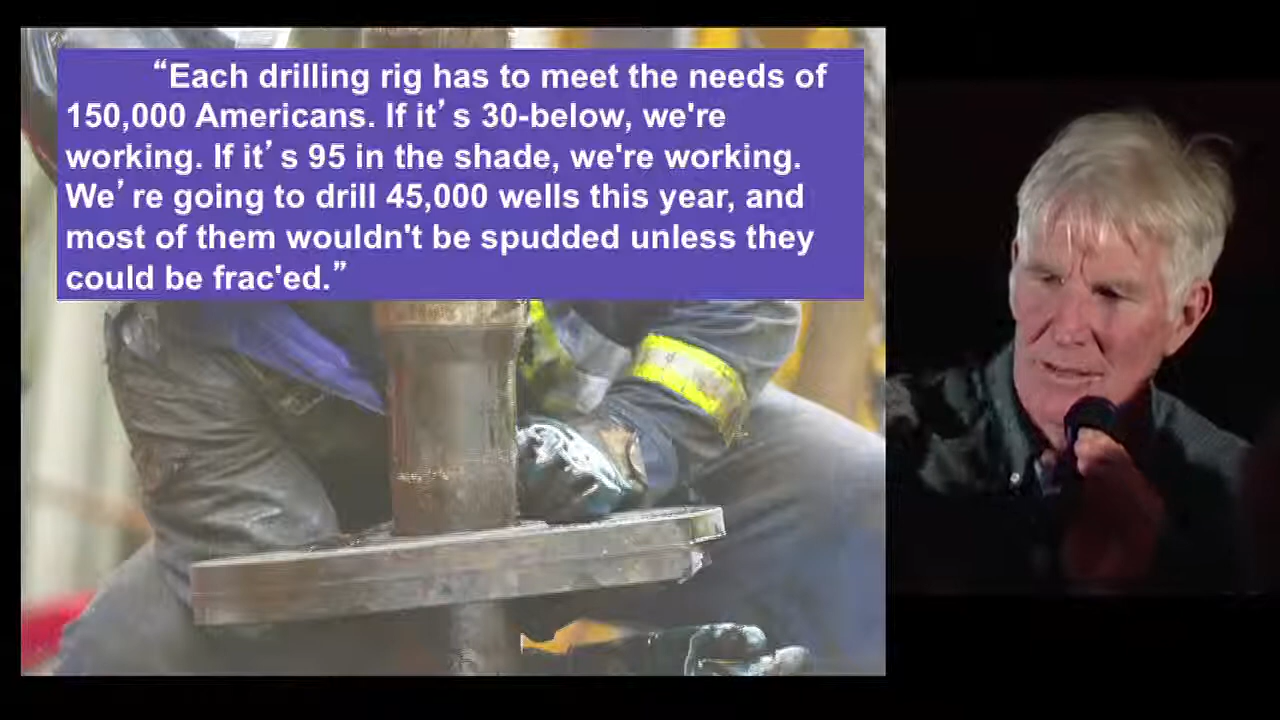 “Each drilling rig has to meet the needs of
150,000 Americans. If it’s 30-below, we're
working. If it’s 95 in the shade, we're working.
We’re going to drill 45,000 wells this year, and
most of them wouldn't be spudded unless they
could be frac'ed.”